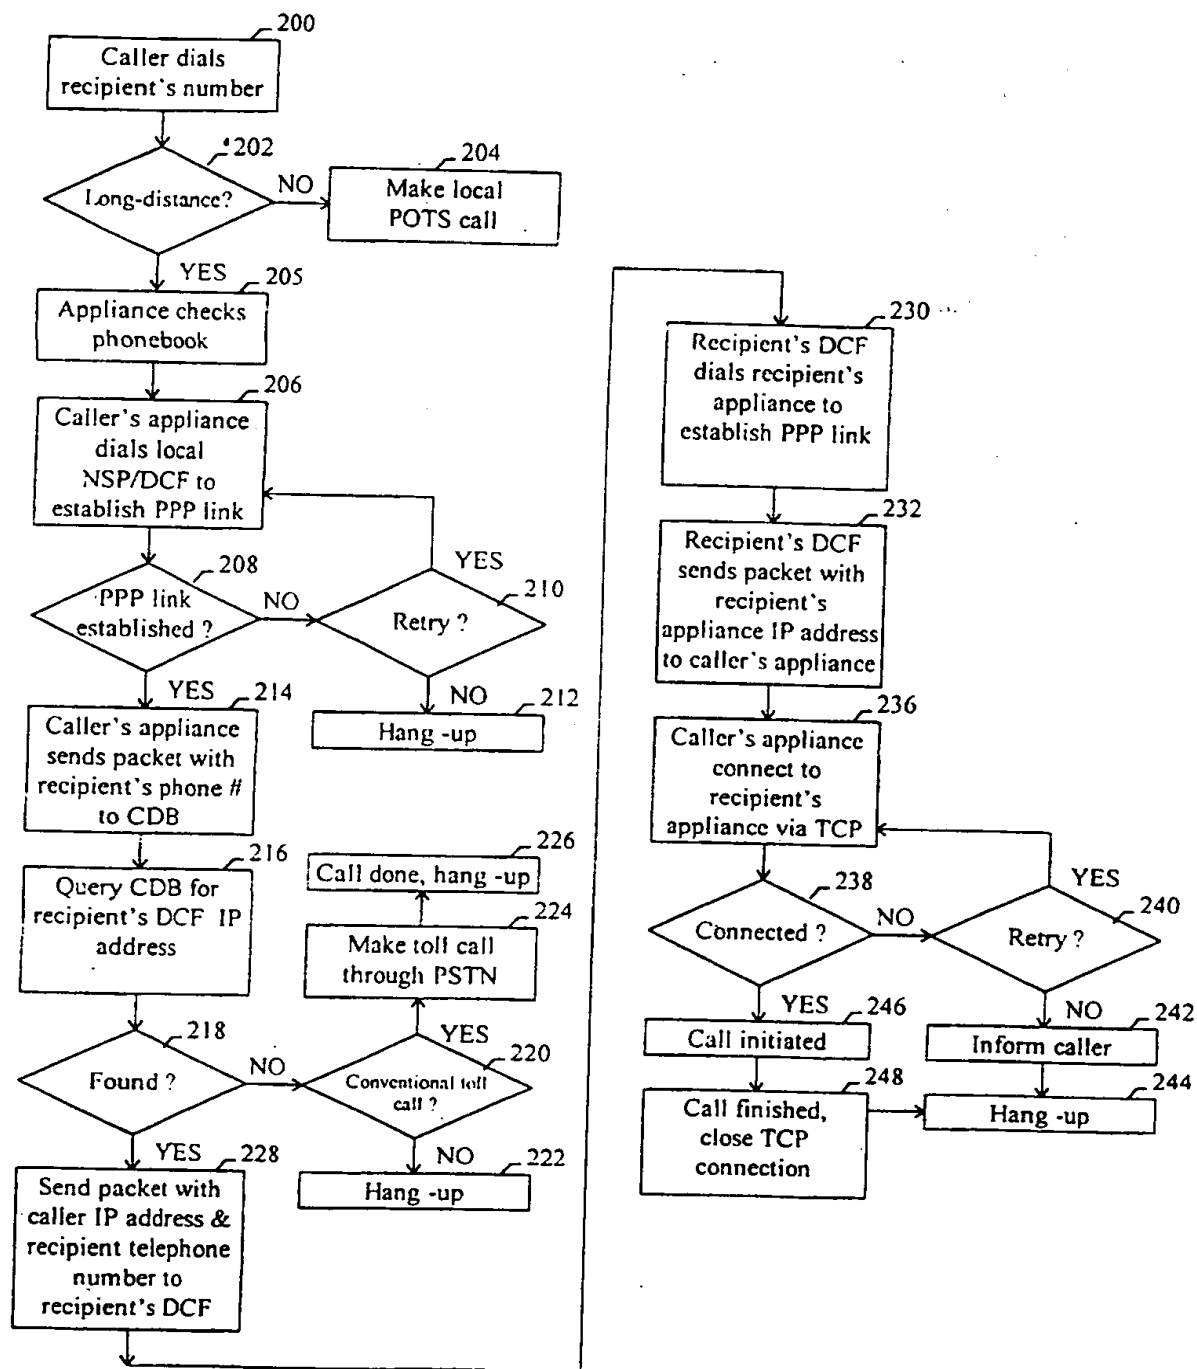 200
Caller dials
recipient's number
202
Long-distance?
NO
204
Make local
POTS call
YES
205
Appliance checks
phonebook
206
Caller's appliance
dials local
NSP/DCF to
establish PPP link
208
PPP link
established ?
NO
YES
210
Retry ?
NO
212
Hang -up
YES
214
Caller's appliance
sends packet with
recipient's phone #
to CDB
216
Query CDB for
recipient's DCF IP
address
226
Call done, hang -up
224
Make toll call
through PSTN
218
Found ?
NO
YES
220
Conventional toll
call ?
NO
222
Hang -up
YES
228
Send packet with
caller IP address &
recipient telephone
number to
recipient's DCF
230
Recipient's DCF
dials recipient's
appliance to
establish PPP link
232
Recipient's DCF
sends packet with
recipient's
appliance IP address
to caller's appliance
236
Caller's appliance
connect to
recipient's
appliance via TCP
238
Connected ?
NO
YES
240
Retry ?
YES
246
Call initiated
NO
242
Inform caller
248
Call finished,
close TCP
connection
244
Hang -up